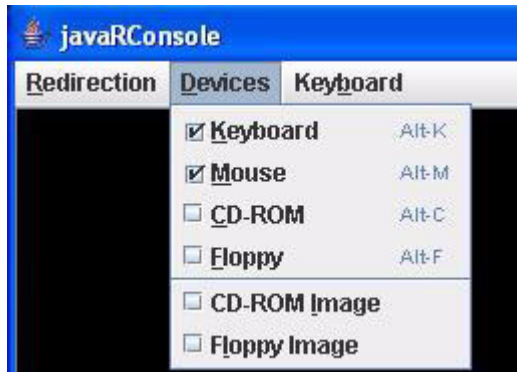 javaRConsole
Redirection Devices Keyboard
Keyboard Alt-K
Mouse Alt-M
CD-ROM Alt-C
Floppy Alt-F
CD-ROM Image
Floppy Image